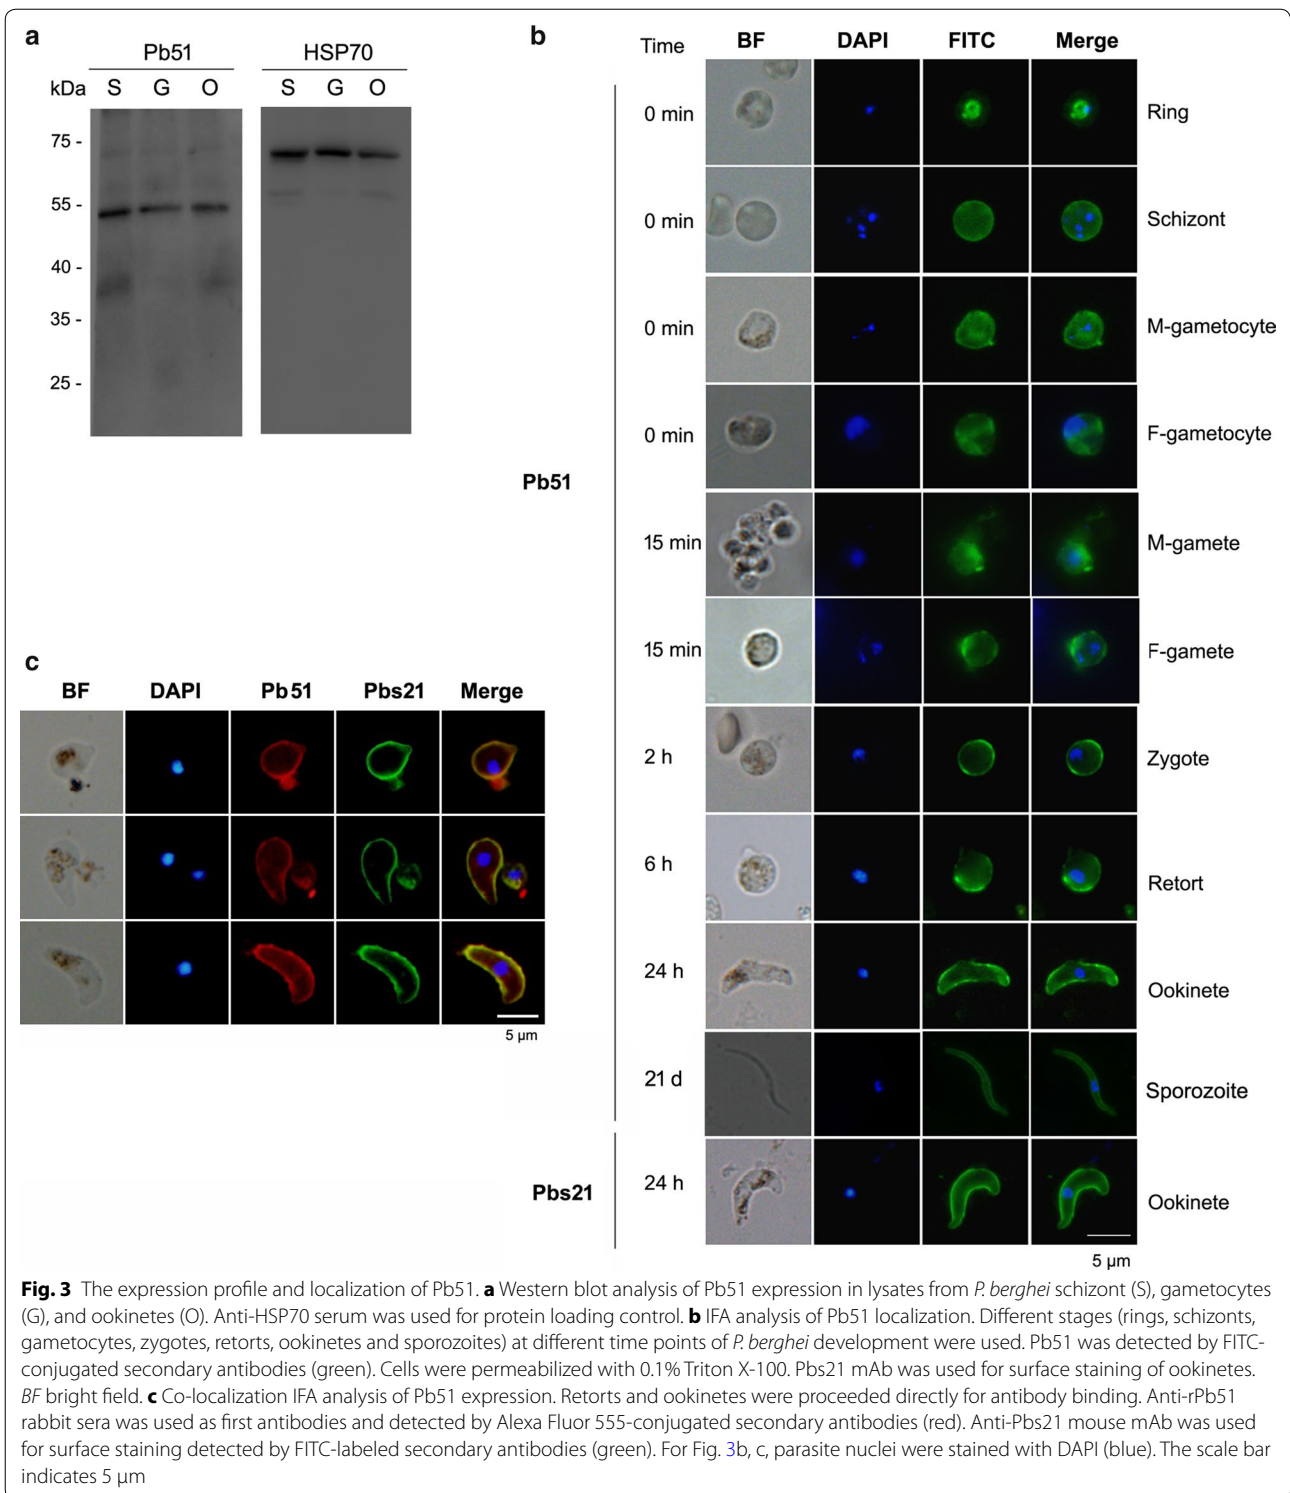 a
Pb51 HSP70
kDa S G O S G O
75 -
55 -
40 -
35 -
25 -
b
Time BF DAPI FITC Merge
0 min Ring
0 min Schizont
0 min M-gametocyte
0 min F-gametocyte
Pb51
15 min M-gamete
15 min F-gamete
2 h Zygote
6 h Retort
24 h Ookinete
21 d Sporozoite
Pbs21
24 h Ookinete
5 µm
c
BF DAPI Pb51 Pbs21 Merge
5 µm
Fig. 3 The expression profile and localization of Pb51. a Western blot analysis of Pb51 expression in lysates from P. berghei schizont (S), gametocytes
(G), and ookinetes (O). Anti-HSP70 serum was used for protein loading control. b IFA analysis of Pb51 localization. Different stages (rings, schizonts,
gametocytes, zygotes, retorts, ookinetes and sporozoites) at different time points of P. berghei development were used. Pb51 was detected by FITC-
conjugated secondary antibodies (green). Cells were permeabilized with 0.1% Triton X-100. Pbs21 mAb was used for surface staining of ookinetes.
BF bright field. c Co-localization IFA analysis of Pb51 expression. Retorts and ookinetes were proceeded directly for antibody binding. Anti-rPb51
rabbit sera was used as first antibodies and detected by Alexa Fluor 555-conjugated secondary antibodies (red). Anti-Pbs21 mouse mAb was used
for surface staining detected by FITC-labeled secondary antibodies (green). For Fig. 3b, c, parasite nuclei were stained with DAPI (blue). The scale bar
indicates 5 µm